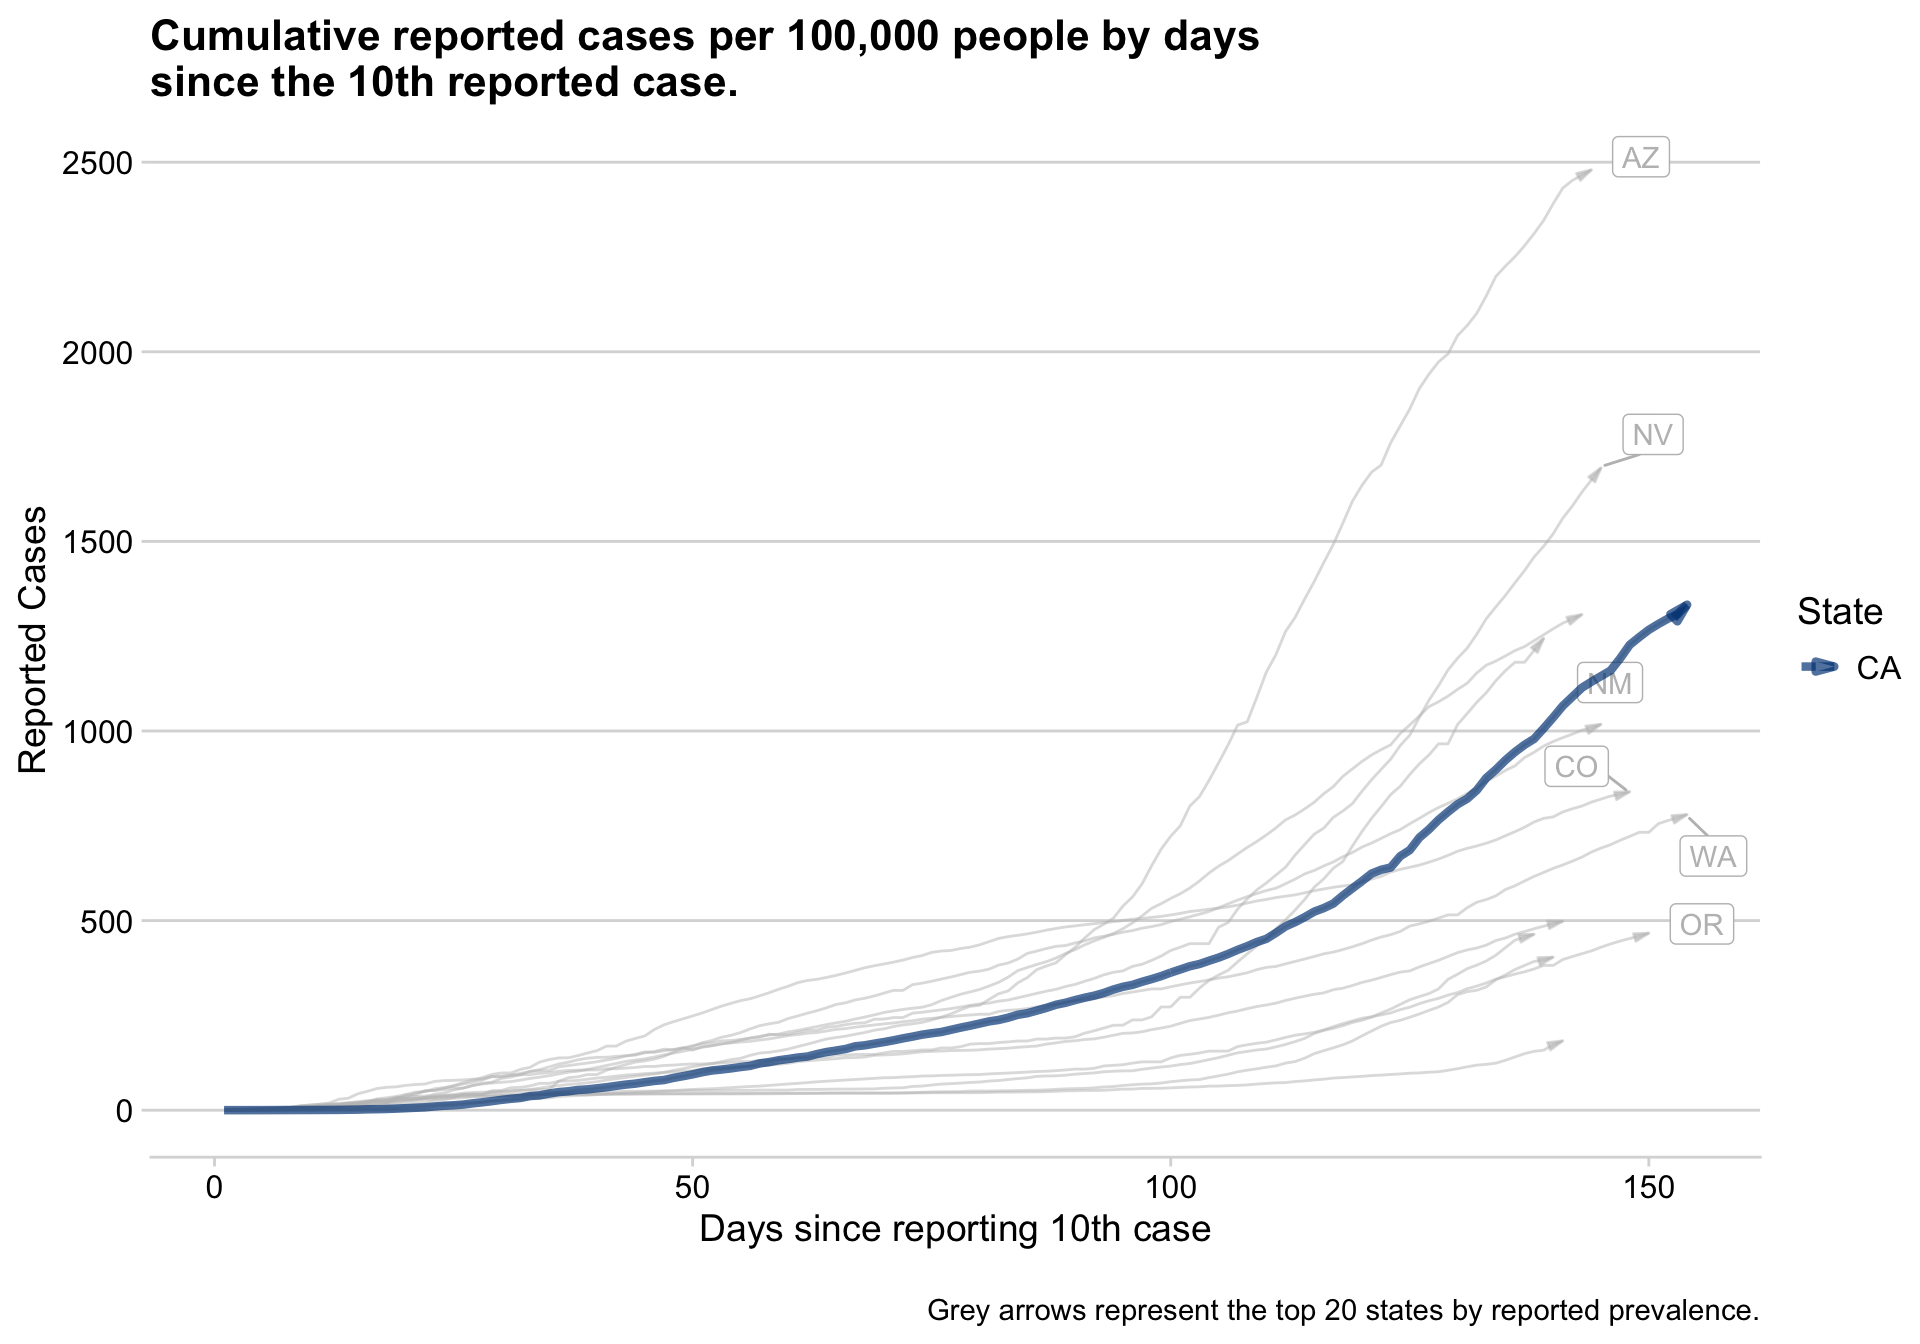 Cumulative reported cases per 100,000 people by days
since the 10th reported case.
2500
2000
1500
1000
500
0
Reported Cases
AZ
NV
NM
CO
WA
OR
State
CA
0 50 100 150
Days since reporting 10th case
Grey arrows represent the top 20 states by reported prevalence.